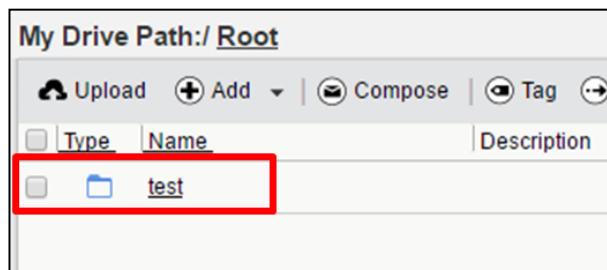 My Drive Path:/ Root
Upload Add | Compose | Tag
Type Name Description
test